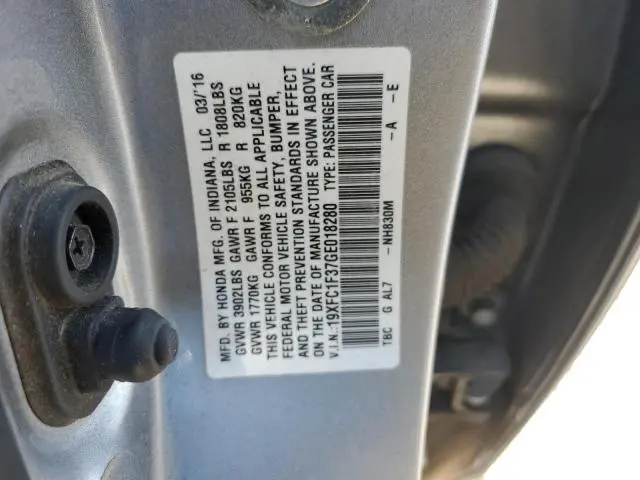 MFD. BY HONDA MFG. OF INDIANA, LLC 03/'16
GVWR 3902LBS GAWR F 2105LBS R 1808LBS
GVWR 1770KG GAWR F 955KG R 820KG
THIS VEHICLE CONFORMS TO ALL APPLICABLE
FEDERAL MOTOR VEHICLE SAFETY, BUMPER,
AND THEFT PREVENTION STANDARDS IN EFFECT
ON THE DATE OF MANUFACTURE SHOWN ABOVE.
V.I.N.:19XFC1F37GE018280 TYPE: PASSENGER CAR
TBC G AL7 -NH830M -A -E